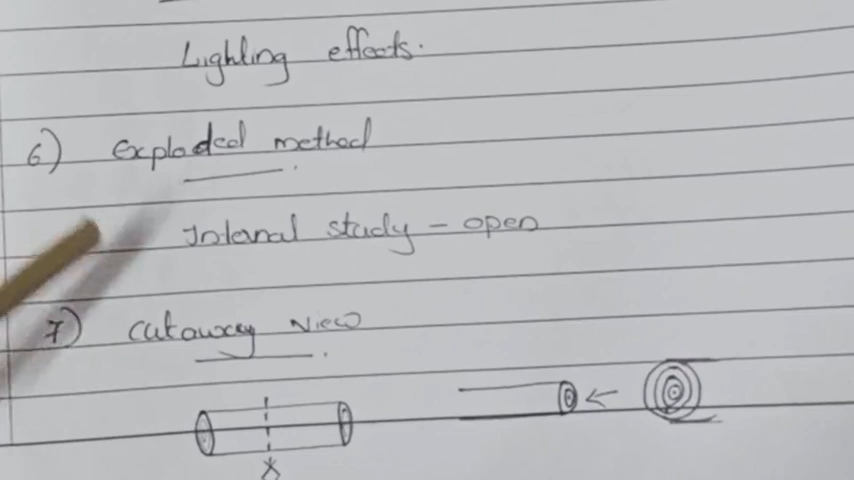 Lighting effects.
6) Exploded method
Internal study - open
7) Cutaway View
X